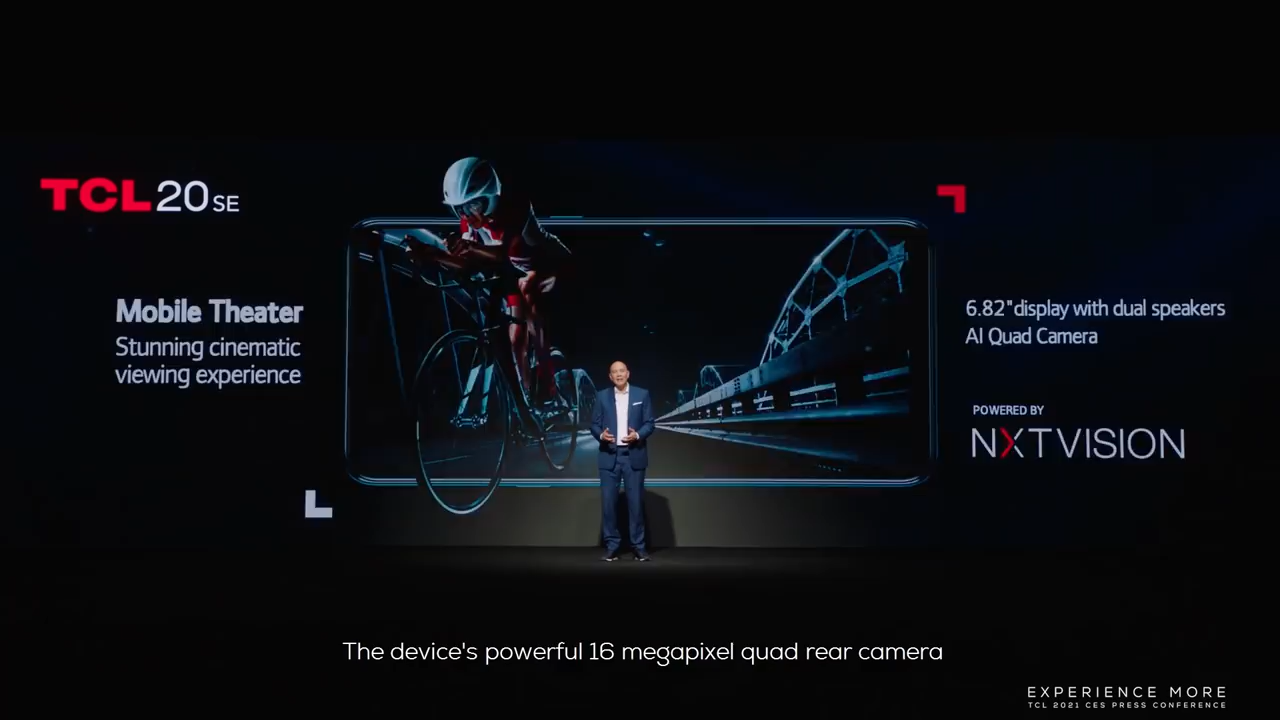 TCL 20 SE
Mobile Theater
Stunning cinematic
viewing experience
6.82"display with dual speakers
AI Quad Camera
POWERED BY
NXTVISION
The device's powerful 16 megapixel quad rear camera
EXPERIENCE MORE
TCL 2021 CES PRESS CONFERENCE